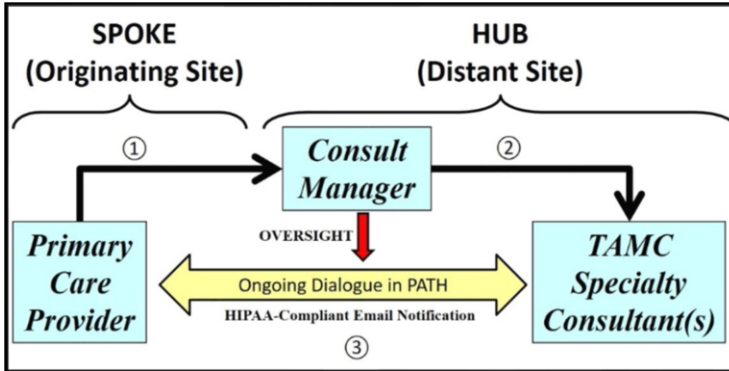 SPOKE
(Originating Site)
HUB
(Distant Site)
①
Consult
Manager
②
OVERSIGHT
Primary
Care
Provider
Ongoing Dialogue in PATH
HIPAA-Compliant Email Notification
③
TAMC
Specialty
Consultant(s)